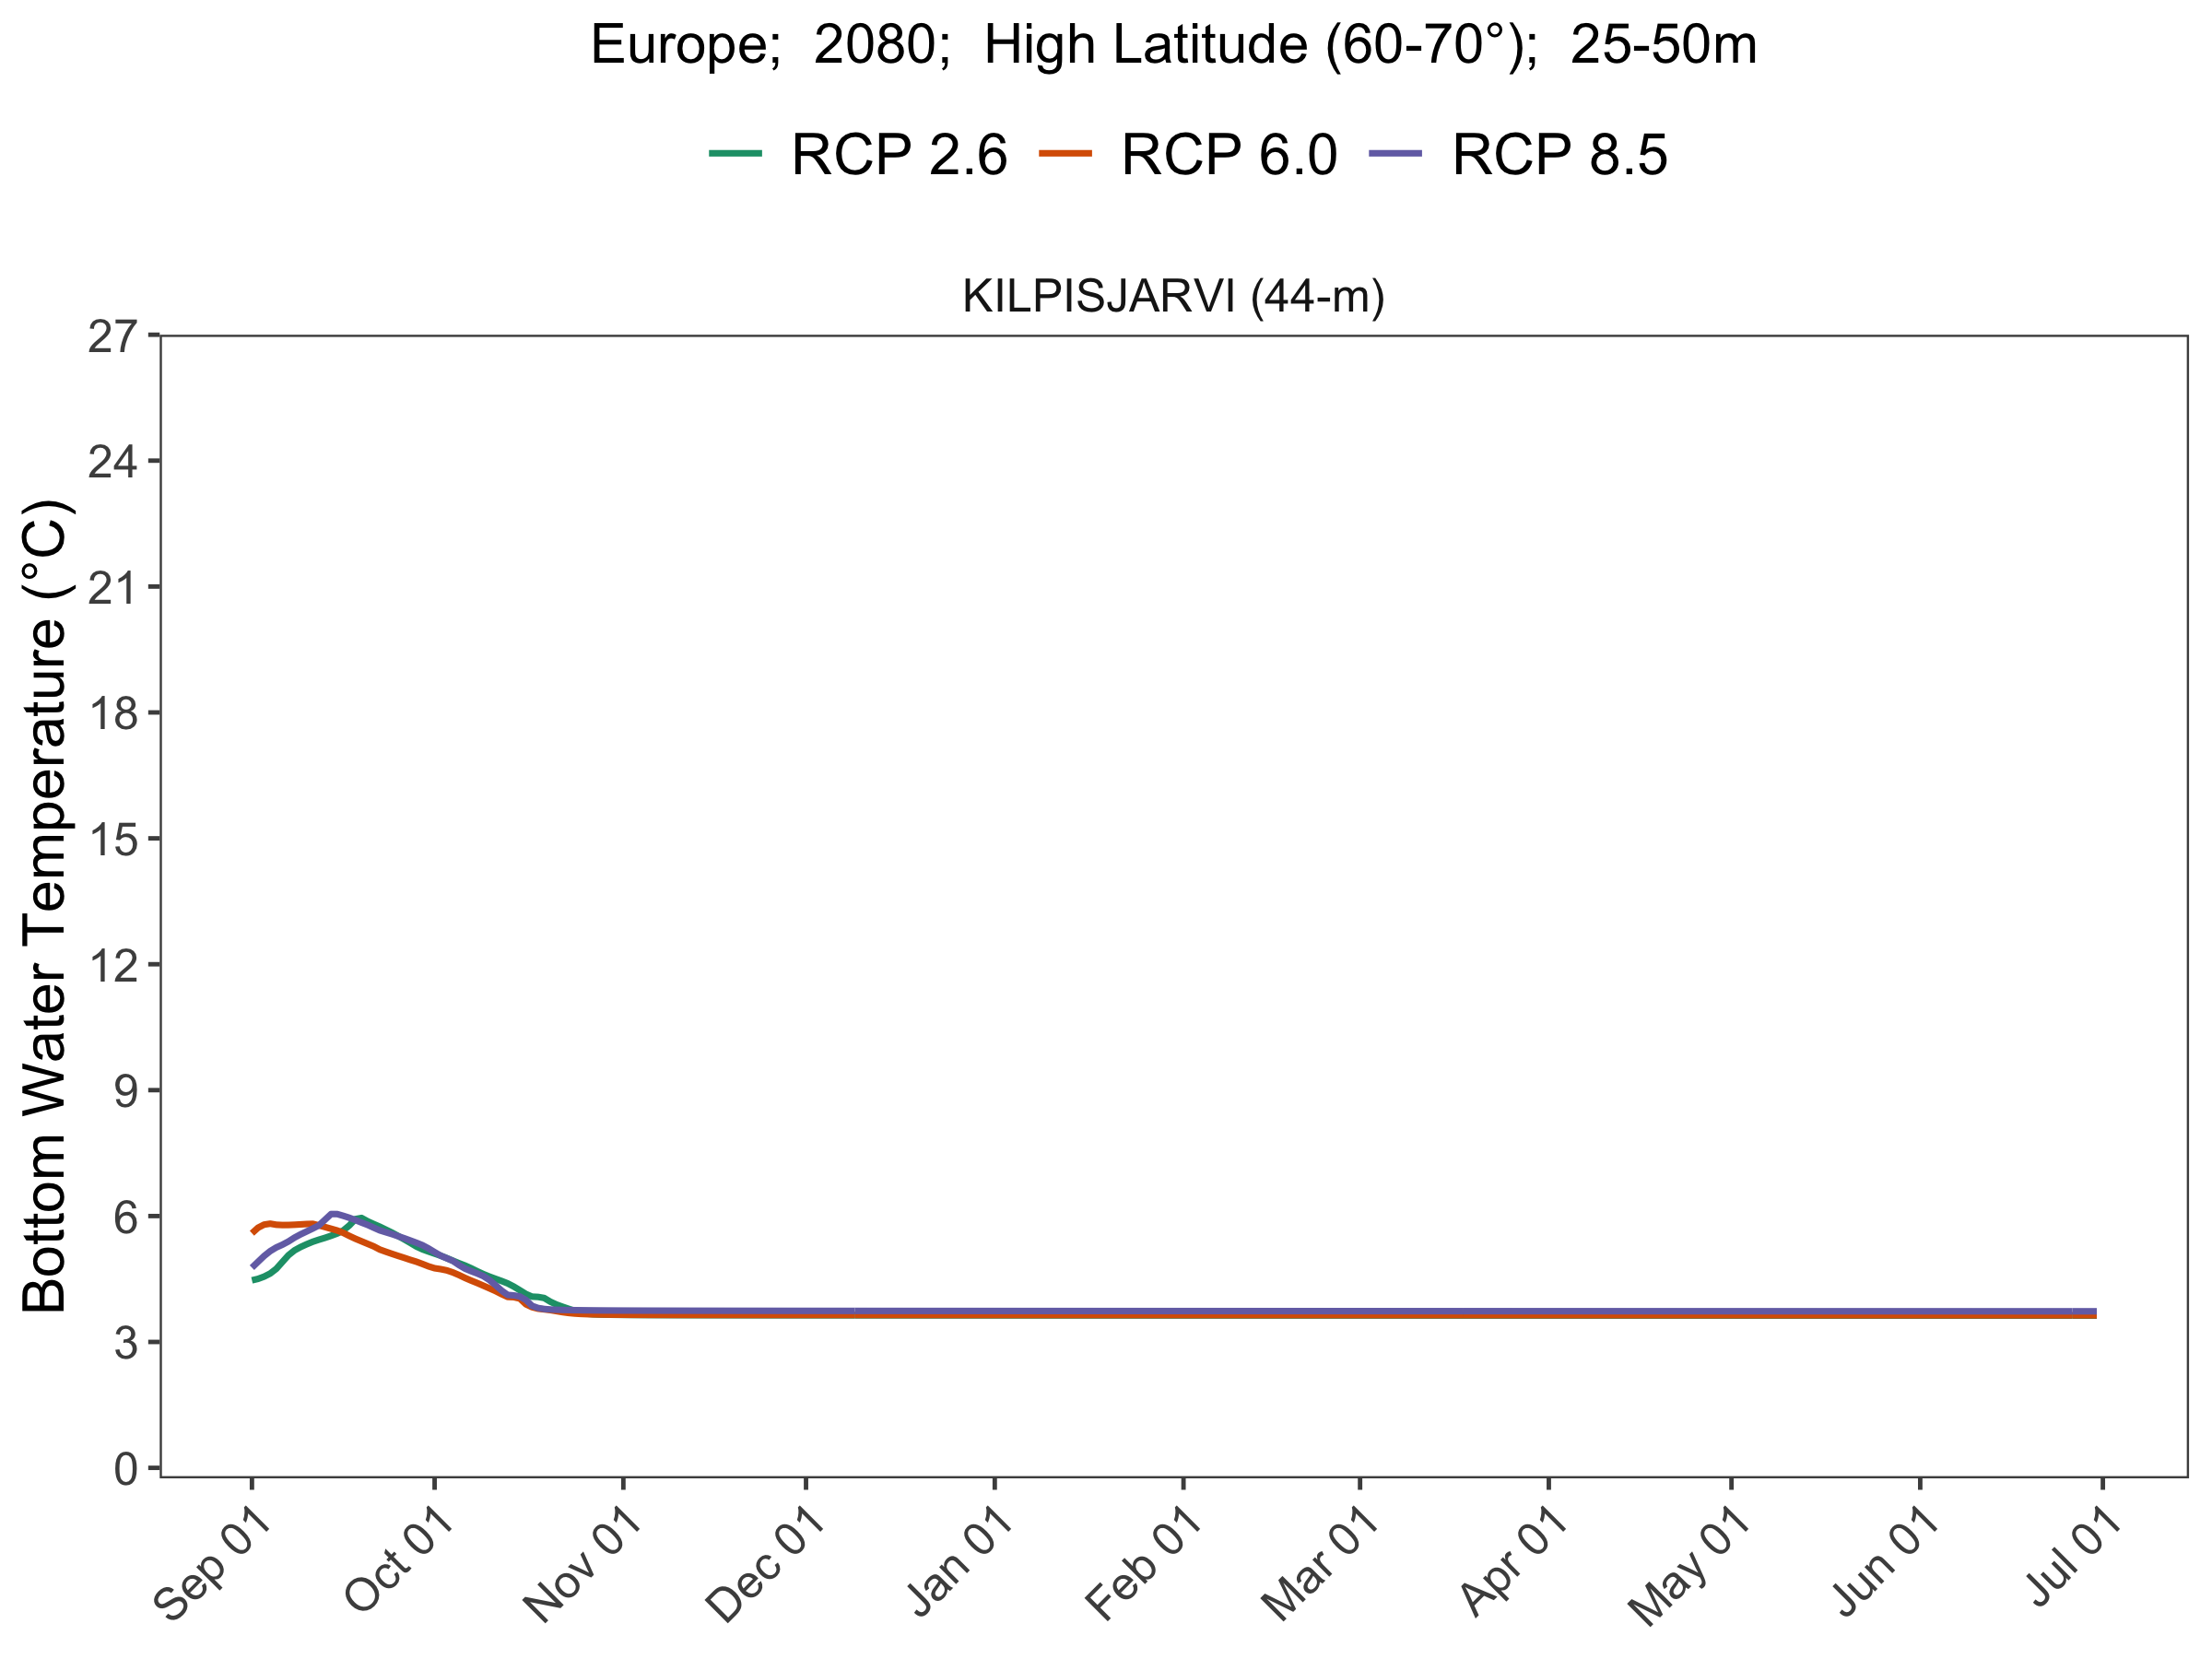 Europe;  2080;  High Latitude (60-70°);  25-50m
RCP 2.6 RCP 6.0 RCP 8.5
KILPISJARVI (44-m)
Bottom Water Temperature (°C)
27
24
21
18
15
12
9
6
3
0
Sep 01 Oct 01 Nov 01 Dec 01 Jan 01 Feb 01 Mar 01 Apr 01 May 01 Jun 01 Jul 01